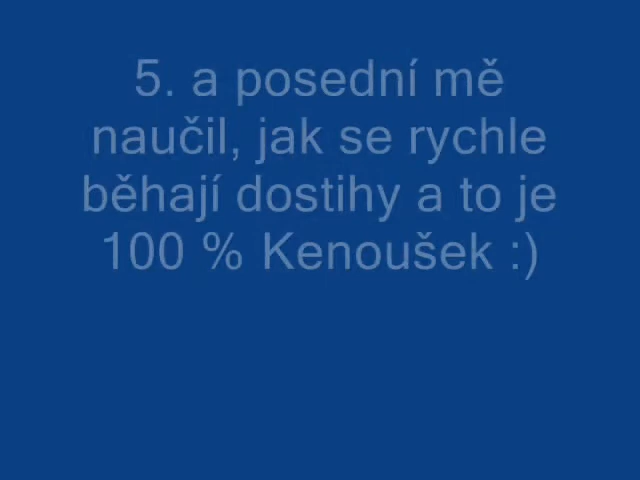 5. a posední mě
naučil, jak se rychle
běhají dostihy a to je
100 % Kenoušek :)